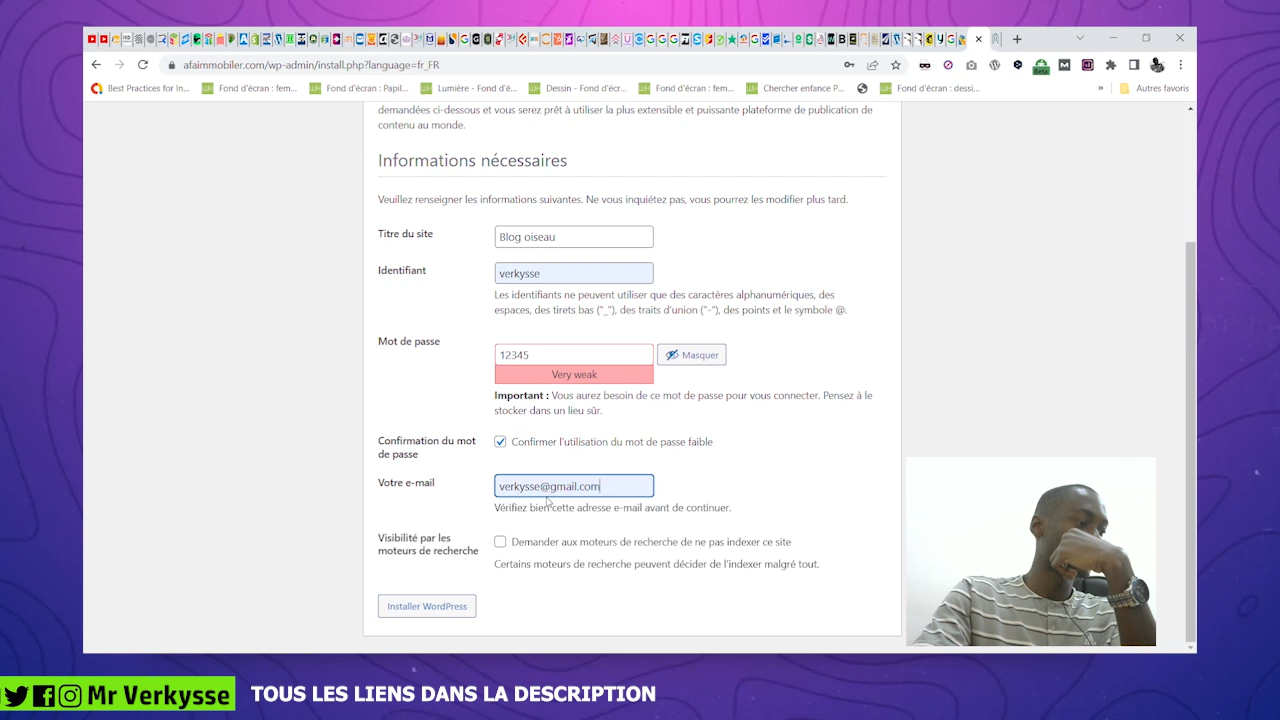 afaimmobilier.com/wp-admin/install.php?language=fr_FR
Best Practices for In...
Fond d'écran : fem...
Fond d'écran : Papil...
Lumière - Fond d'é...
Dessin - Fond d'écr...
Fond d'écran : fem...
Chercher enfance P...
Fond d'écran : dessi...
»
Autres favoris
Beta
demandées ci-dessous et vous serez prêt à utiliser la plus extensible et puissante plateforme de publication de
contenu au monde.
Informations nécessaires
Veuillez renseigner les informations suivantes. Ne vous inquiétez pas, vous pourrez les modifier plus tard.
Titre du site
Blog oiseau
Identifiant
verkysse
Les identifiants ne peuvent utiliser que des caractères alphanumériques, des
espaces, des tirets bas ("_"), des traits d'union ("-"), des points et le symbole @.
Mot de passe
12345
Masquer
Very weak
Important : Vous aurez besoin de ce mot de passe pour vous connecter. Pensez à le
stocker dans un lieu sûr.
Confirmation du mot
de passe
Confirmer l'utilisation du mot de passe faible
Votre e-mail
verkysse@gmail.com
Vérifiez bien cette adresse e-mail avant de continuer.
Visibilité par les
moteurs de recherche
Demander aux moteurs de recherche de ne pas indexer ce site
Certains moteurs de recherche peuvent décider de l'indexer malgré tout.
Installer WordPress
Mr Verkysse
TOUS LES LIENS DANS LA DESCRIPTION